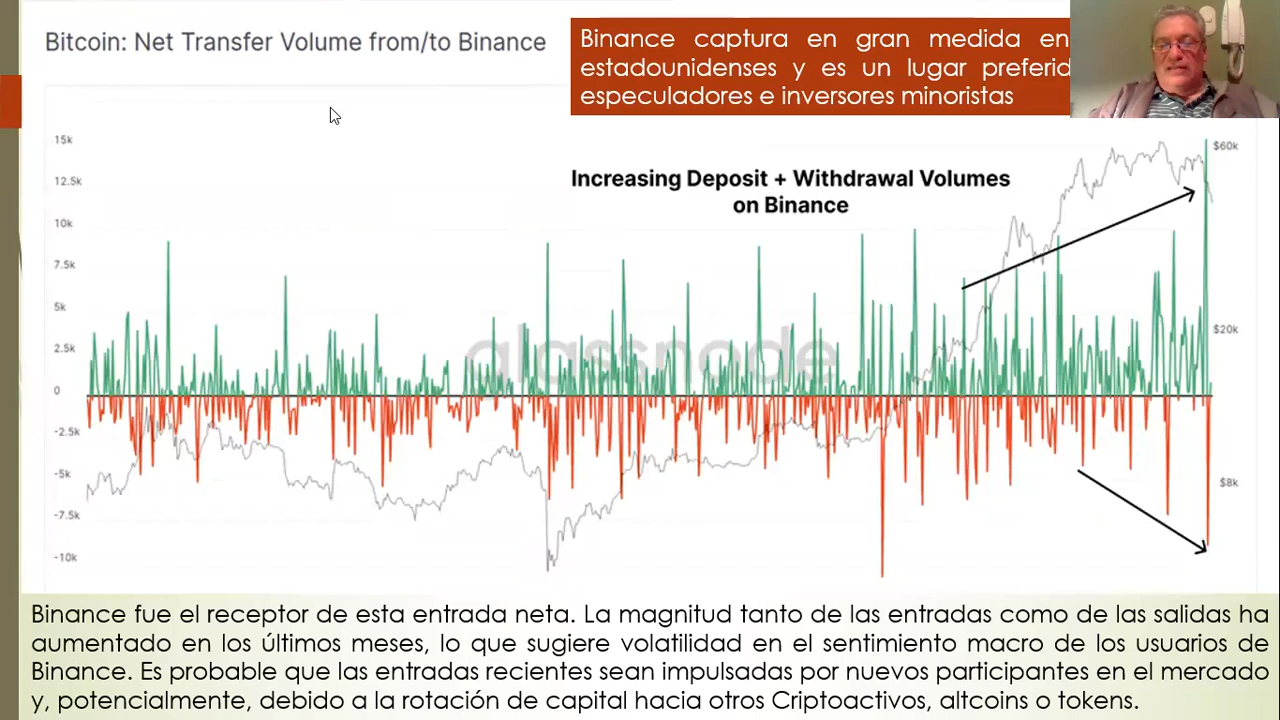 Bitcoin: Net Transfer Volume from/to Binance
Binance captura en gran medida en
estadounidenses y es un lugar
especuladores e inversores minoristas
Increasing Deposit + Withdrawal Volumes
on Binance
15k
12.5k
10k
7.5k
5k
2.5k
0
-2.5k
-5k
-7.5k
-10k
$60k
$20k
$8k
glassnode
Binance fue el receptor de esta entrada neta. La magnitud tanto de las entradas como de las salidas ha
aumentado en los últimos meses, lo que sugiere volatilidad en el sentimiento macro de los usuarios de
Binance. Es probable que las entradas recientes sean impulsadas por nuevos participantes en el mercado
y, potencialmente, debido a la rotación de capital hacia otros Criptoactivos, altcoins o tokens.